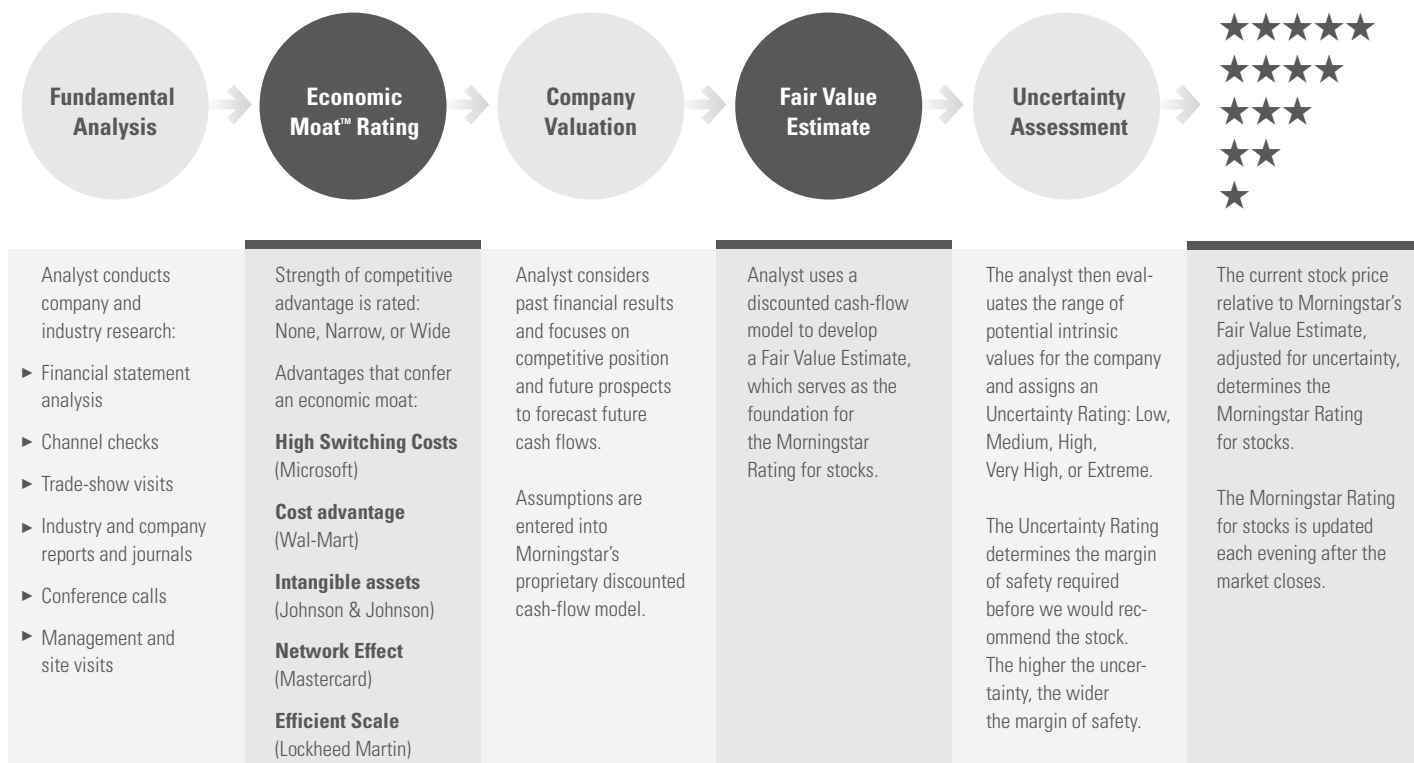 Fundamental
Analysis
Economic
Moat™ Rating
Company
Valuation
Fair Value
Estimate
Uncertainty
Assessment
★★★★★
★★★★
★★★
★★
★
Analyst conducts
company and
industry research:
► Financial statement
analysis
► Channel checks
► Trade-show visits
► Industry and company
reports and journals
► Conference calls
► Management and
site visits
Strength of competitive
advantage is rated:
None, Narrow, or Wide
Advantages that confer
an economic moat:
High Switching Costs
(Microsoft)
Cost advantage
(Wal-Mart)
Intangible assets
(Johnson & Johnson)
Network Effect
(Mastercard)
Efficient Scale
(Lockheed Martin)
Analyst considers
past financial results
and focuses on
competitive position
and future prospects
to forecast future
cash flows.
Assumptions are
entered into
Morningstar’s
proprietary discounted
cash-flow model.
Analyst uses a
discounted cash-flow
model to develop
a Fair Value Estimate,
which serves as the
foundation for
the Morningstar
Rating for stocks.
The analyst then eval-
uates the range of
potential intrinsic
values for the company
and assigns an
Uncertainty Rating: Low,
Medium, High,
Very High, or Extreme.
The Uncertainty Rating
determines the margin
of safety required
before we would rec-
ommend the stock.
The higher the uncer-
tainty, the wider
the margin of safety.
The current stock price
relative to Morningstar’s
Fair Value Estimate,
adjusted for uncertainty,
determines the
Morningstar Rating
for stocks.
The Morningstar Rating
for stocks is updated
each evening after the
market closes.